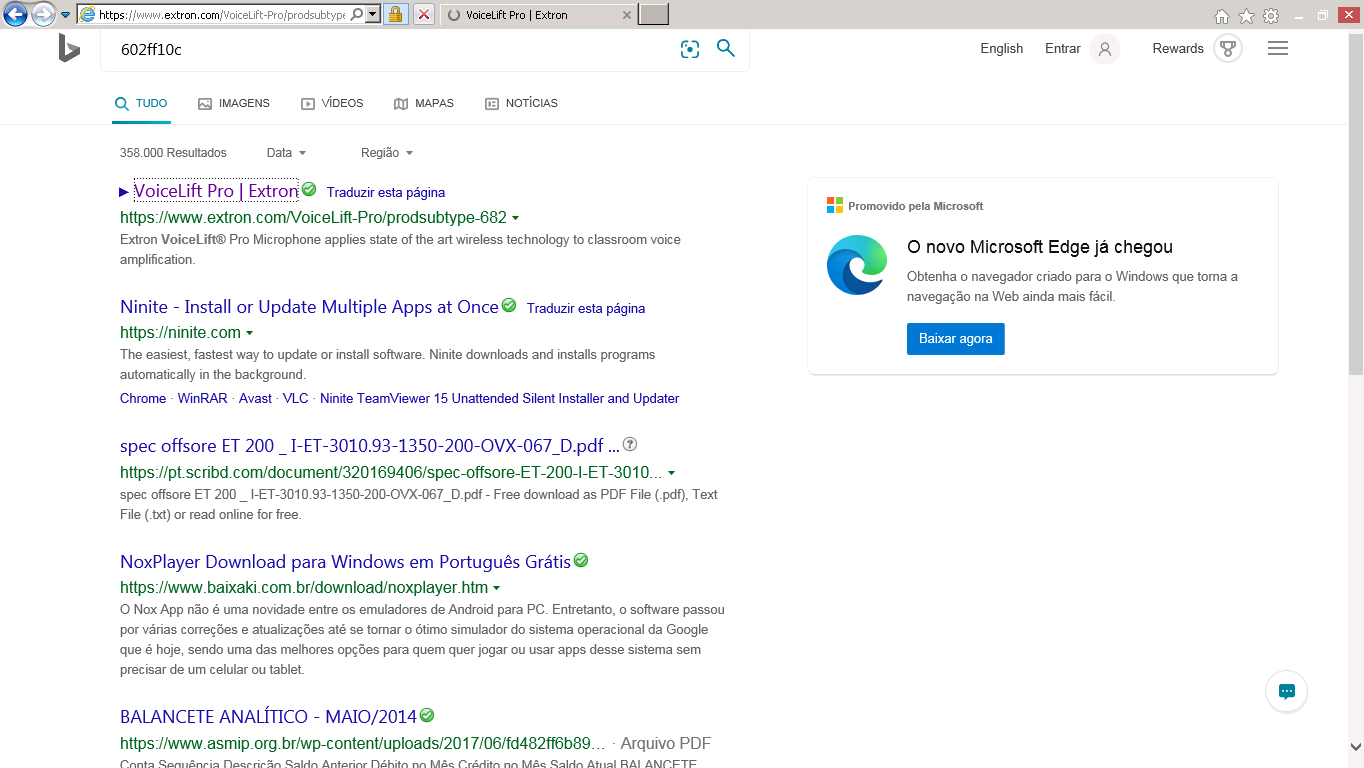 https://www.extron.com/VoiceLift-Pro/prodsubtype
VoiceLift Pro | Extron
602ff10c
English Entrar Rewards
TUDO IMAGENS VÍDEOS MAPAS NOTÍCIAS
358.000 Resultados Data Região
VoiceLift Pro | Extron Traduzir esta página
https://www.extron.com/VoiceLift-Pro/prodsubtype-682
Extron VoiceLift® Pro Microphone applies state of the art wireless technology to classroom voice
amplification.
Ninite - Install or Update Multiple Apps at Once Traduzir esta página
https://ninite.com
The easiest, fastest way to update or install software. Ninite downloads and installs programs
automatically in the background.
Chrome · WinRAR · Avast · VLC · Ninite TeamViewer 15 Unattended Silent Installer and Updater
spec offsore ET 200 _ I-ET-3010.93-1350-200-OVX-067_D.pdf ...
https://pt.scribd.com/document/320169406/spec-offsore-ET-200-I-ET-3010...
spec offsore ET 200 _ I-ET-3010.93-1350-200-OVX-067_D.pdf - Free download as PDF File (.pdf), Text
File (.txt) or read online for free.
NoxPlayer Download para Windows em Português Grátis
https://www.baixaki.com.br/download/noxplayer.htm
O Nox App não é uma novidade entre os emuladores de Android para PC. Entretanto, o software passou
por várias correções e atualizações até se tornar o ótimo simulador do sistema operacional da Google
que é hoje, sendo uma das melhores opções para quem quer jogar ou usar apps desse sistema sem
precisar de um celular ou tablet.
BALANCETE ANALÍTICO - MAIO/2014
https://www.asmip.org.br/wp-content/uploads/2017/06/fd482ff6b89... · Arquivo PDF
Conta Sequência Descrição Saldo Anterior Débito no Mês Crédito no Mês Saldo Atual BALANCETE
Promovido pela Microsoft
O novo Microsoft Edge já chegou
Obtenha o navegador criado para o Windows que torna a
navegação na Web ainda mais fácil.
Baixar agora